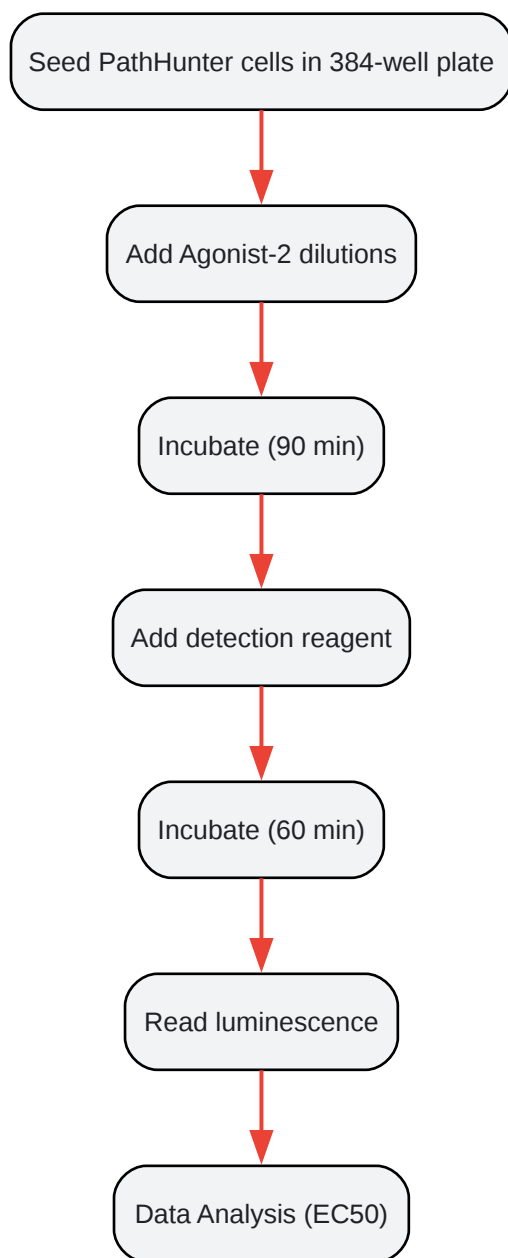 Seed PathHunter cells in 384-well plate
Add Agonist-2 dilutions
Incubate (90 min)
Add detection reagent
Incubate (60 min)
Read luminescence
Data Analysis (EC50)